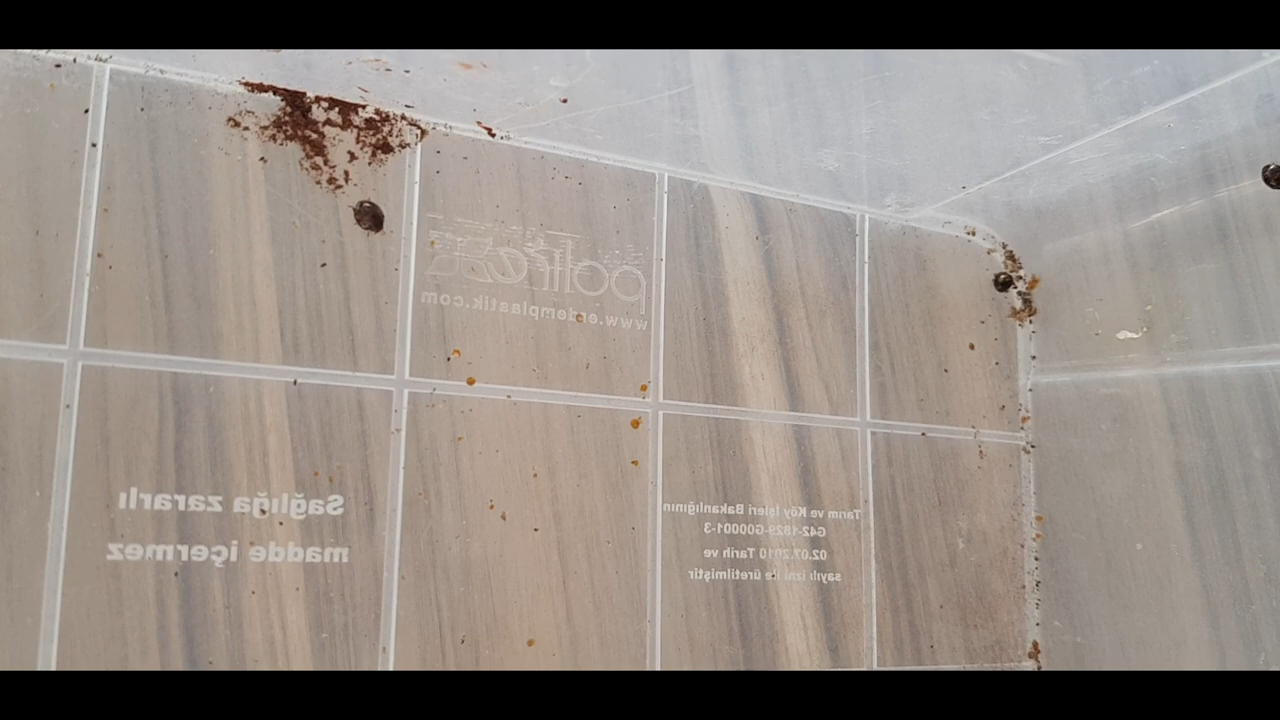 polireas
www.erdemplastik.com
Sağlığa zararlı
madde içermez
Tarım ve Köy İşleri Bakanlığının
G42-1829-G00001-3
02.07.2010 Tarih ve
sayılı izni ile üretilmiştir